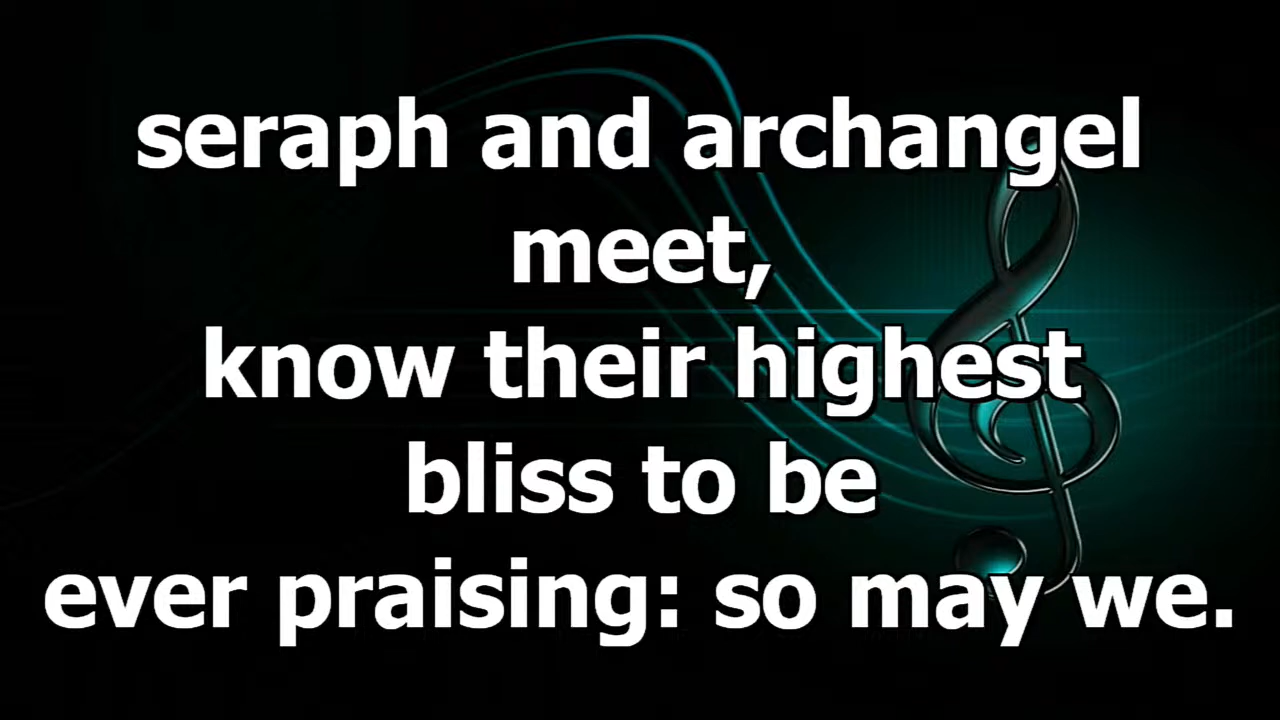 seraph and archangel
meet,
know their highest
bliss to be
ever praising: so may we.